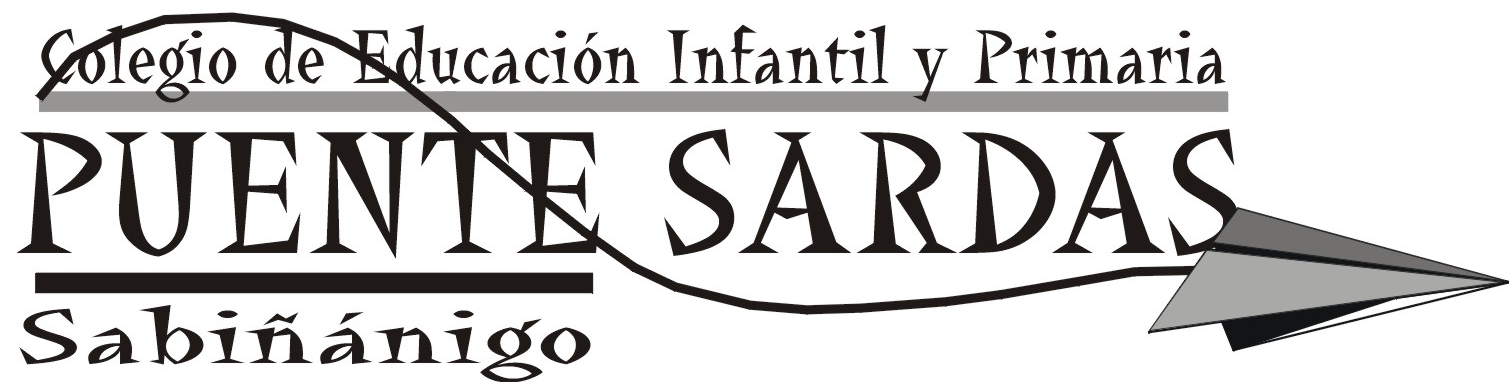 Colegio de Educación Infantil y Primaria
PUENTE SARDAS
Sabiñánigo